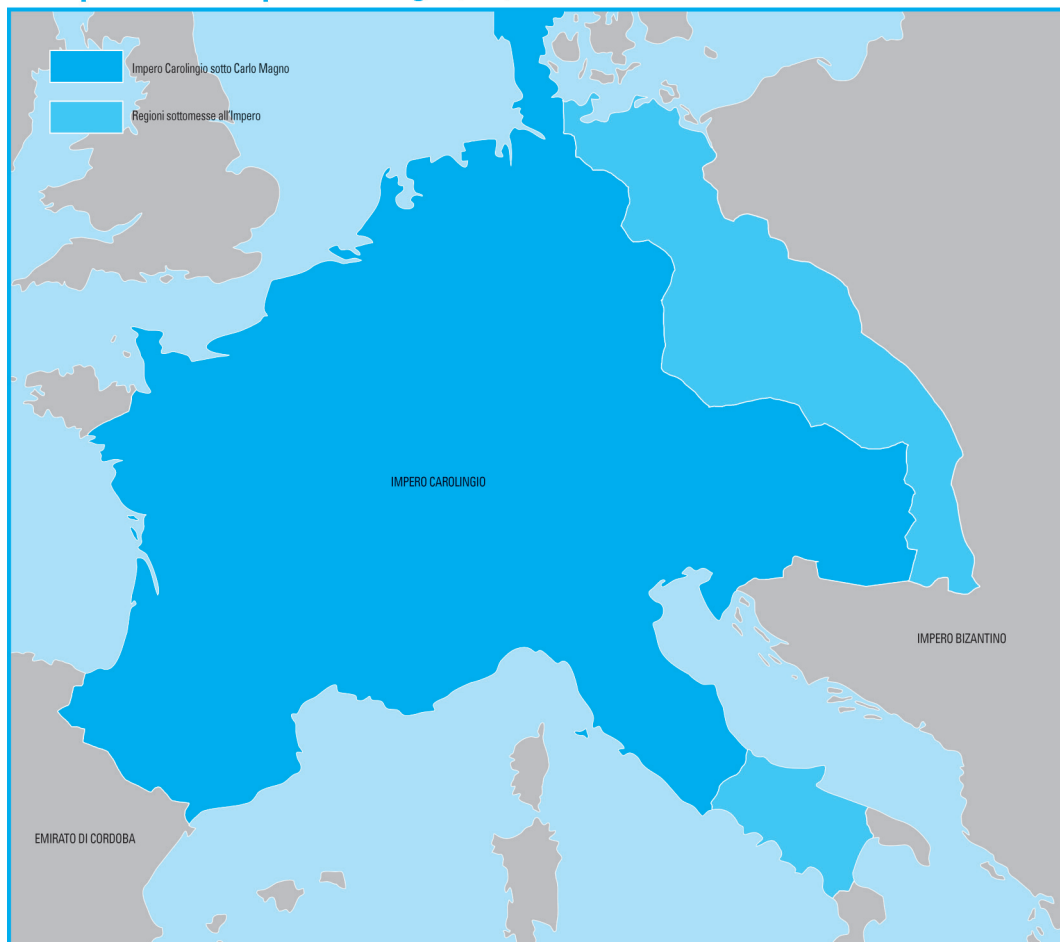 Impero Carolingio sotto Carlo Magno
Regioni sottomesse all'Impero
IMPERO CAROLINGIO
IMPERO BIZANTINO
EMIRATO DI CORDOBA